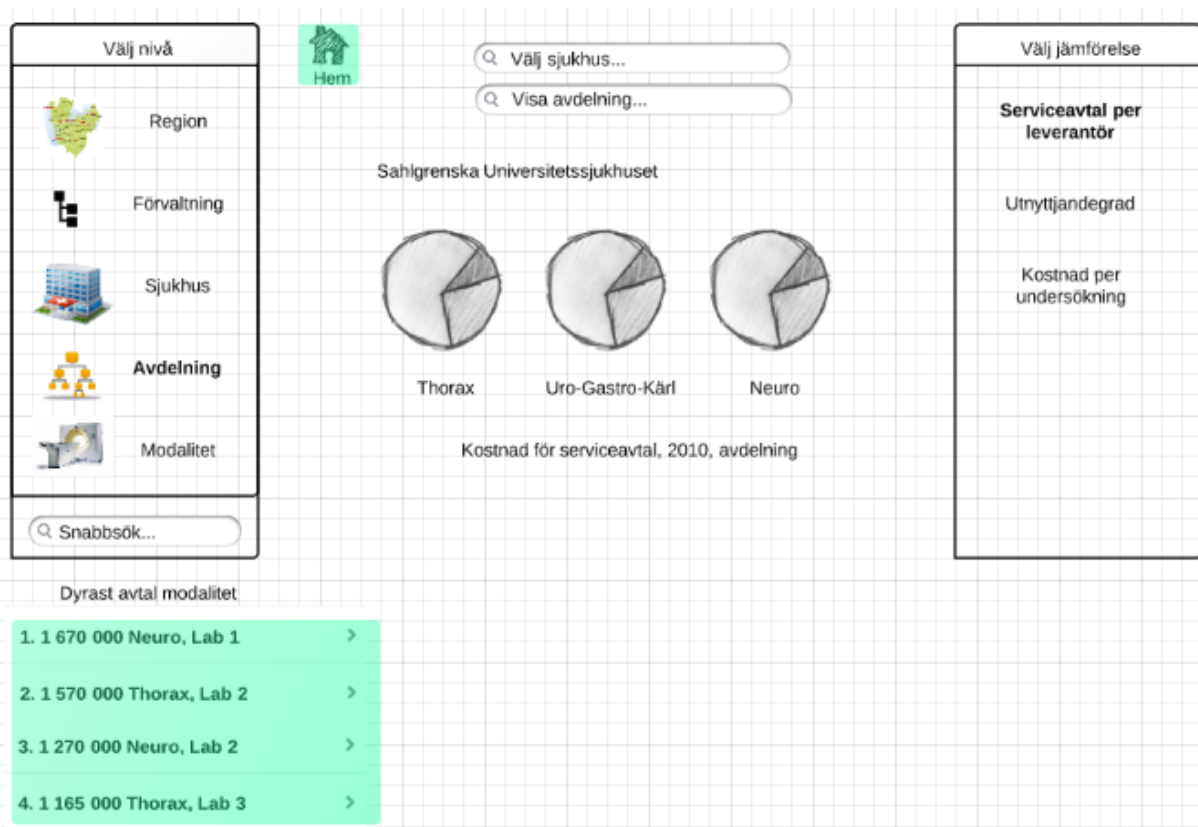 Välj nivå
Region
Förvaltning
Sjukhus
Avdelning
Modalitet
Snabbsök...
Hem
Välj sjukhus...
Visa avdelning...
Sahlgrenska Universitetssjukhuset
Thorax
Uro-Gastro-Kärl
Neuro
Kostnad för serviceavtal, 2010, avdelning
Välj jämförelse
Serviceavtal per
leverantör
Utnyttjandegrad
Kostnad per
undersökning
Dyrast avtal modalitet
1. 1 670 000 Neuro, Lab 1
2. 1 570 000 Thorax, Lab 2
3. 1 270 000 Neuro, Lab 2
4. 1 165 000 Thorax, Lab 3